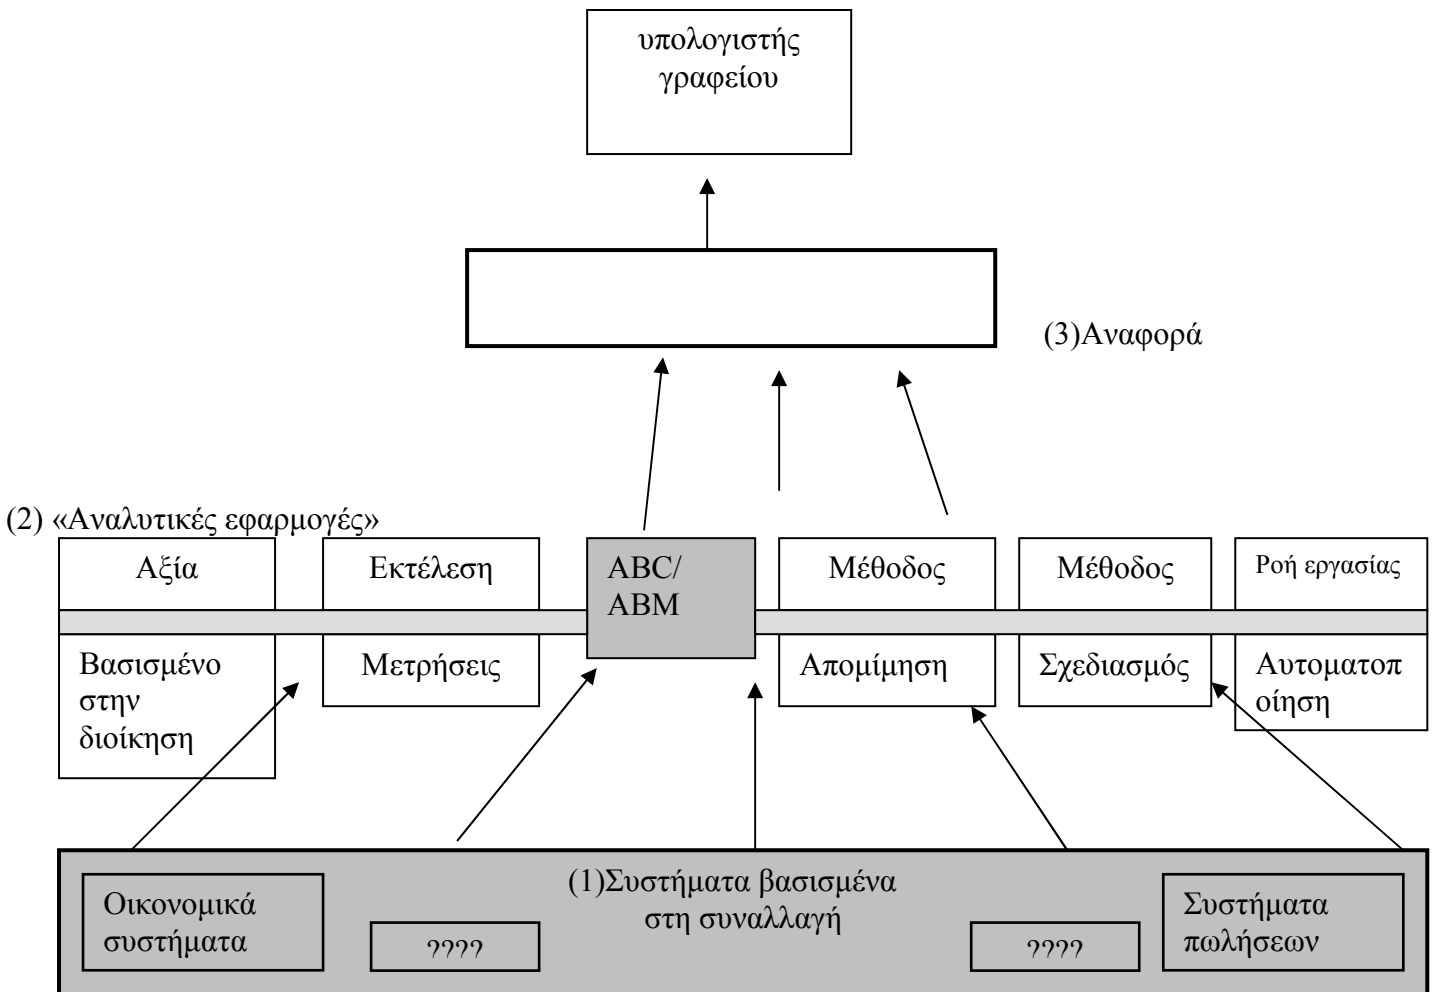 υπολογιστής
γραφείου
(3)Αναφορά
(2) «Αναλυτικές εφαρμογές»
Αξία
Εκτέλεση
ABC/
ABM
Μέθοδος
Μέθοδος
Ροή εργασίας
Βασισμένο
στην
διοίκηση
Μετρήσεις
Απομίμηση
Σχεδιασμός
Αυτοματοπ
οίηση
(1)Συστήματα βασισμένα
στη συναλλαγή
Οικονομικά
συστήματα
????
????
Συστήματα
πωλήσεων